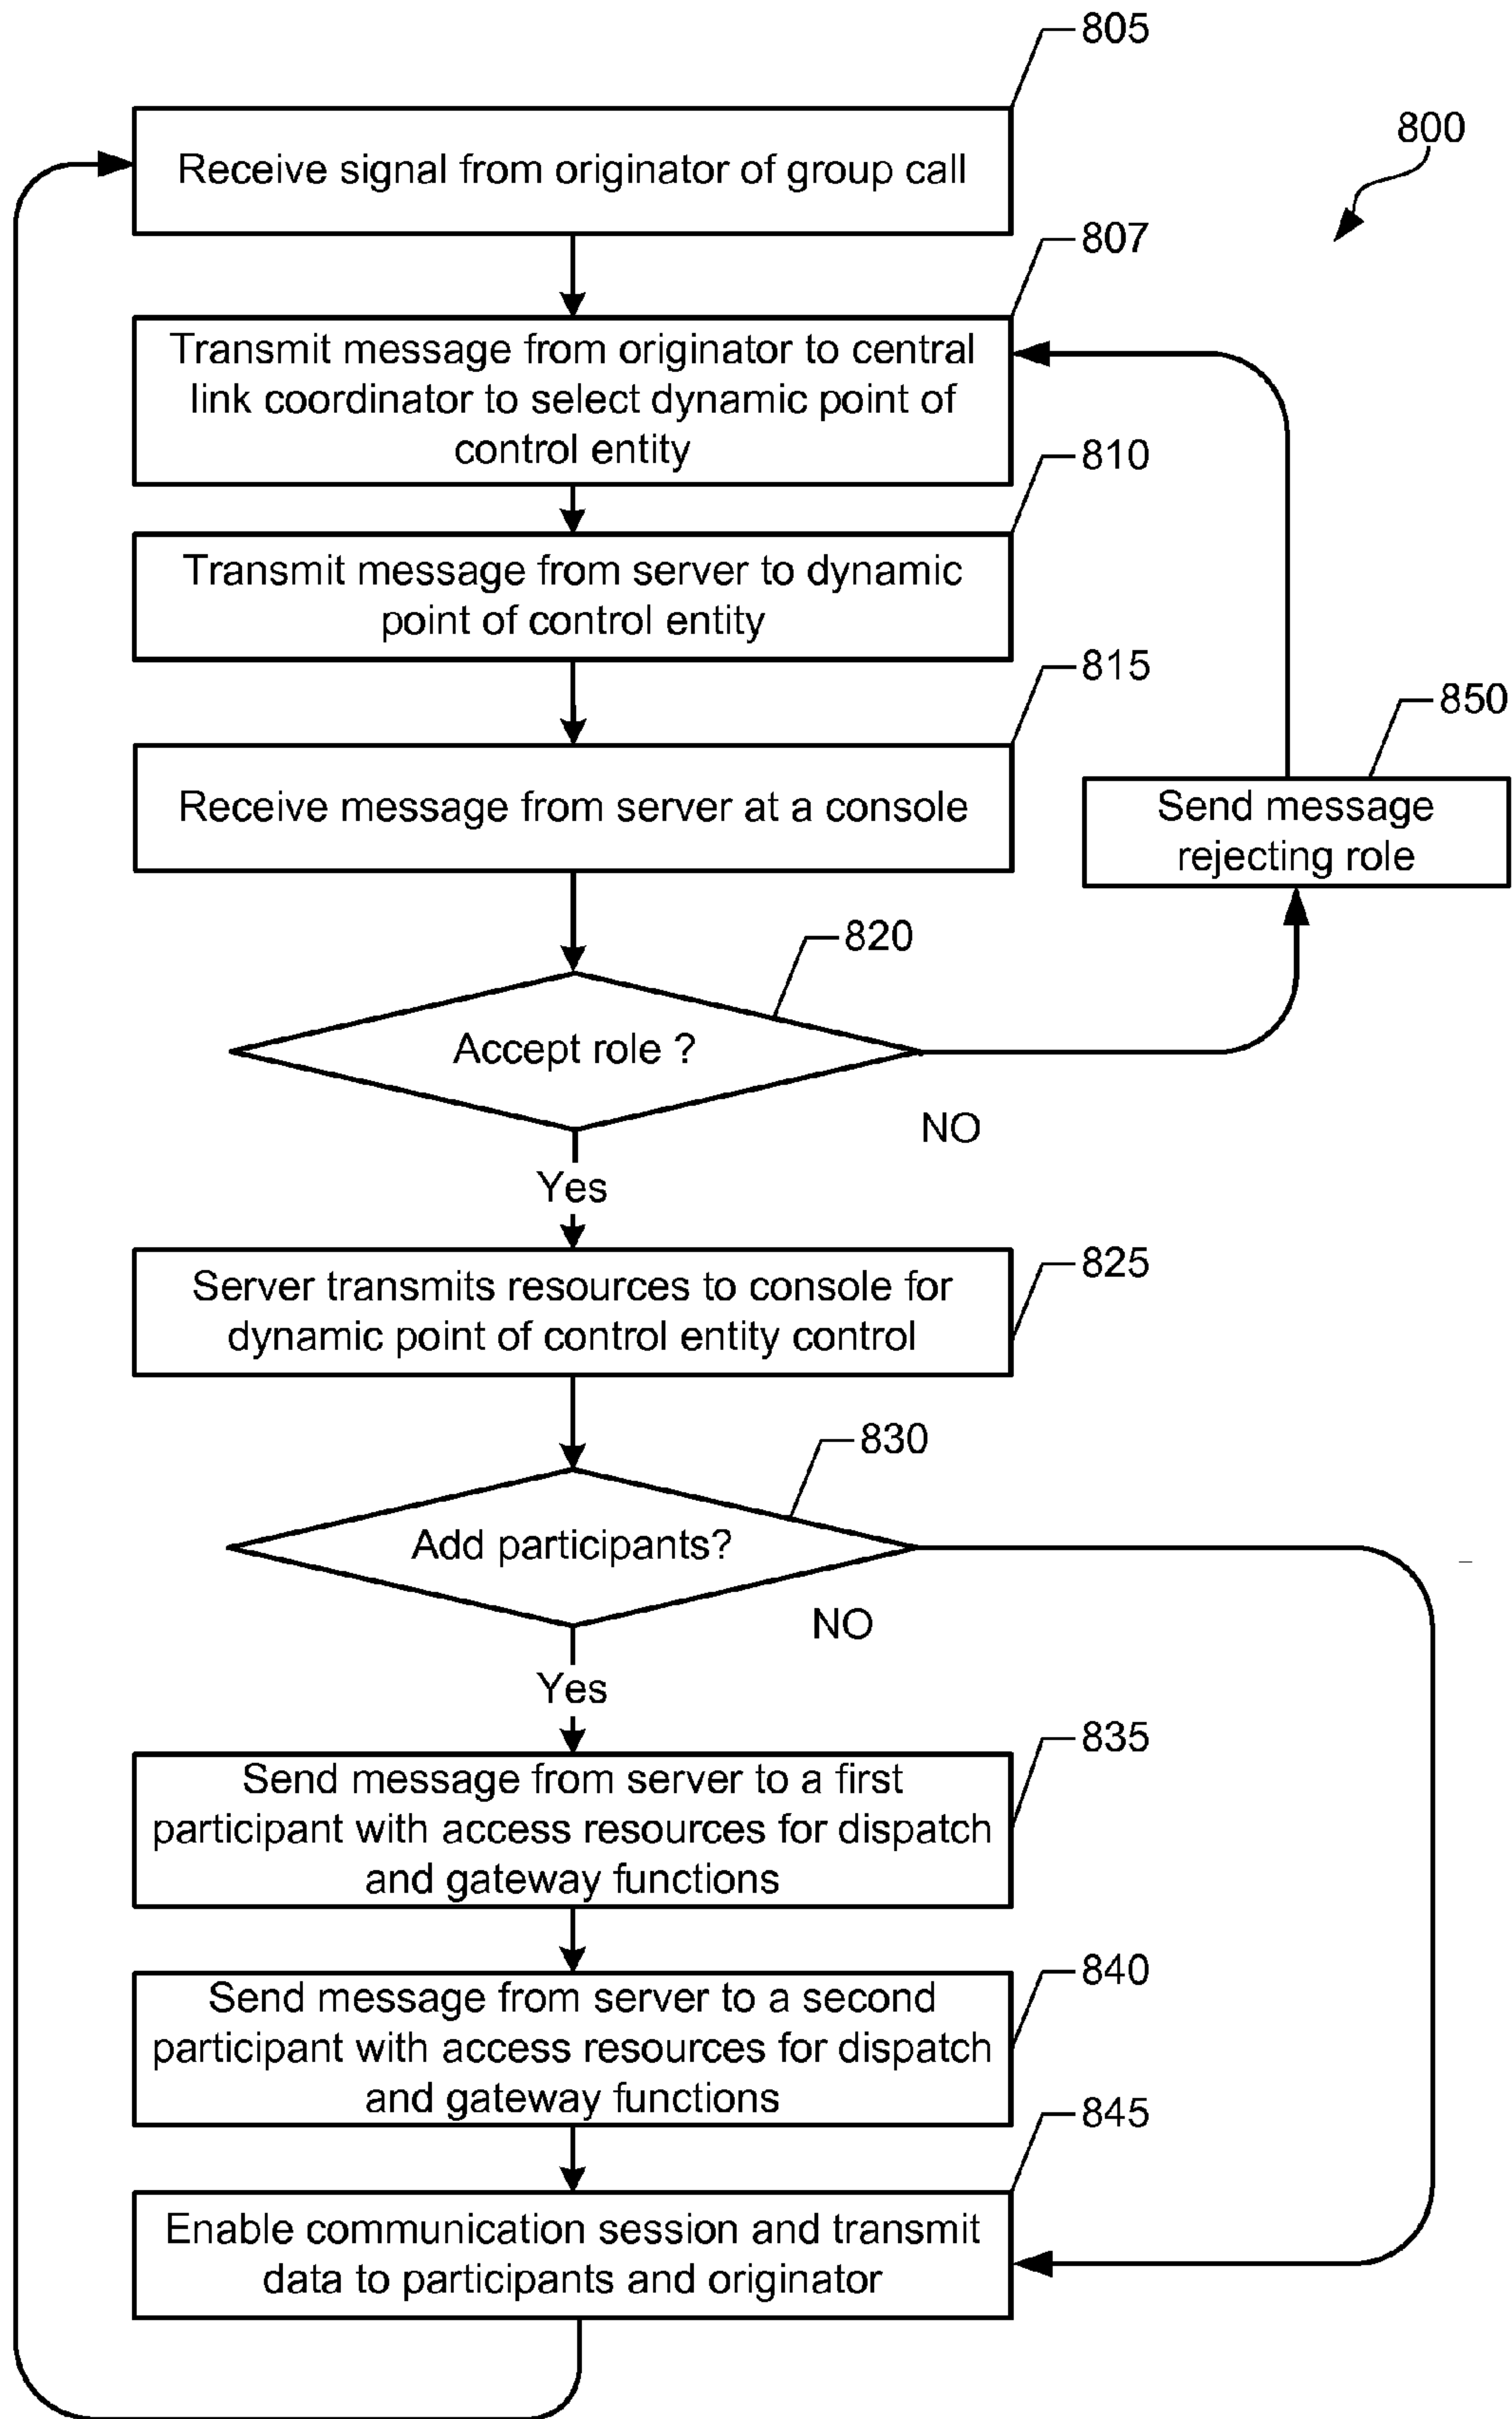 805
800
Receive signal from originator of group call
807
Transmit message from originator to central
link coordinator to select dynamic point of
control entity
810
Transmit message from server to dynamic
point of control entity
815
850
Receive message from server at a console
Send message
rejecting role
820
Accept role ?
NO
Yes
825
Server transmits resources to console for
dynamic point of control entity control
830
Add participants?
NO
Yes
835
Send message from server to a first
participant with access resources for dispatch
and gateway functions
840
Send message from server to a second
participant with access resources for dispatch
and gateway functions
845
Enable communication session and transmit
data to participants and originator